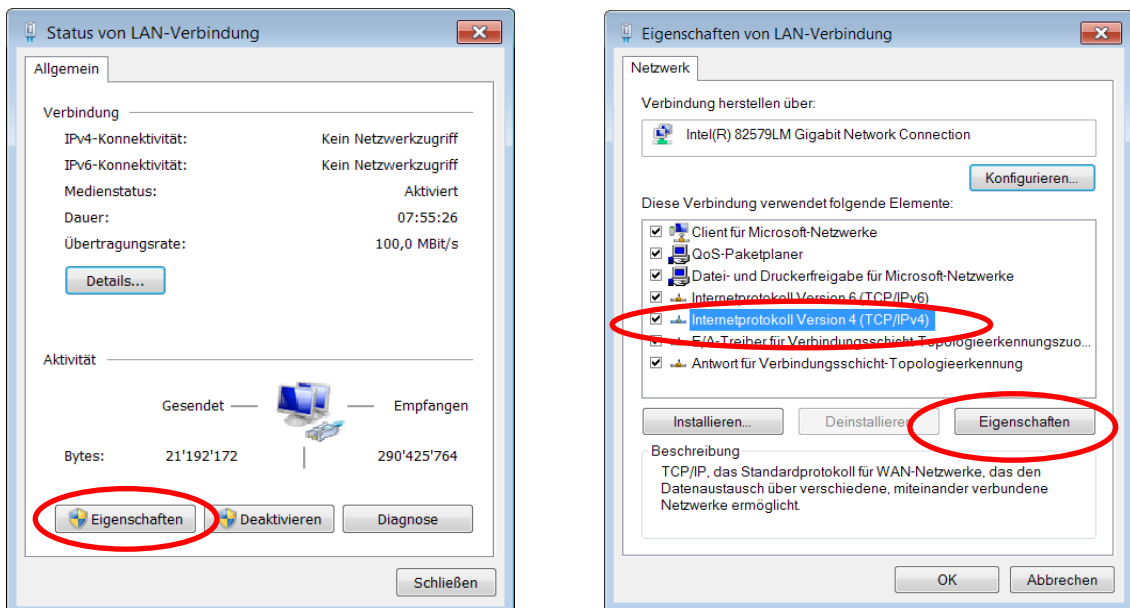 Status von LAN-Verbindung
Allgemein
Verbindung
IPv4-Konnektivität: Kein Netzwerkzugriff
IPv6-Konnektivität: Kein Netzwerkzugriff
Medienstatus: Aktiviert
Dauer: 07:55:26
Übertragungsrate: 100,0 MBit/s
Details...
Aktivität
Gesendet Empfangen
Bytes: 21'192'172 290'425'764
Eigenschaften Deaktivieren Diagnose
Schließen
Eigenschaften von LAN-Verbindung
Netzwerk
Verbindung herstellen über:
Intel(R) 82579LM Gigabit Network Connection
Konfigurieren...
Diese Verbindung verwendet folgende Elemente:
Client für Microsoft-Netzwerke
QoS-Paketplaner
Datei- und Druckerfreigabe für Microsoft-Netzwerke
Internetprotokoll Version 6 (TCP/IPv6)
Internetprotokoll Version 4 (TCP/IPv4)
E/A-Treiber für Verbindungsschicht-Topologieerkennungszuo...
Antwort für Verbindungsschicht-Topologieerkennung
Installieren... Deinstallieren Eigenschaften
Beschreibung
TCP/IP, das Standardprotokoll für WAN-Netzwerke, das den
Datenaustausch über verschiedene, miteinander verbundene
Netzwerke ermöglicht.
OK Abbrechen